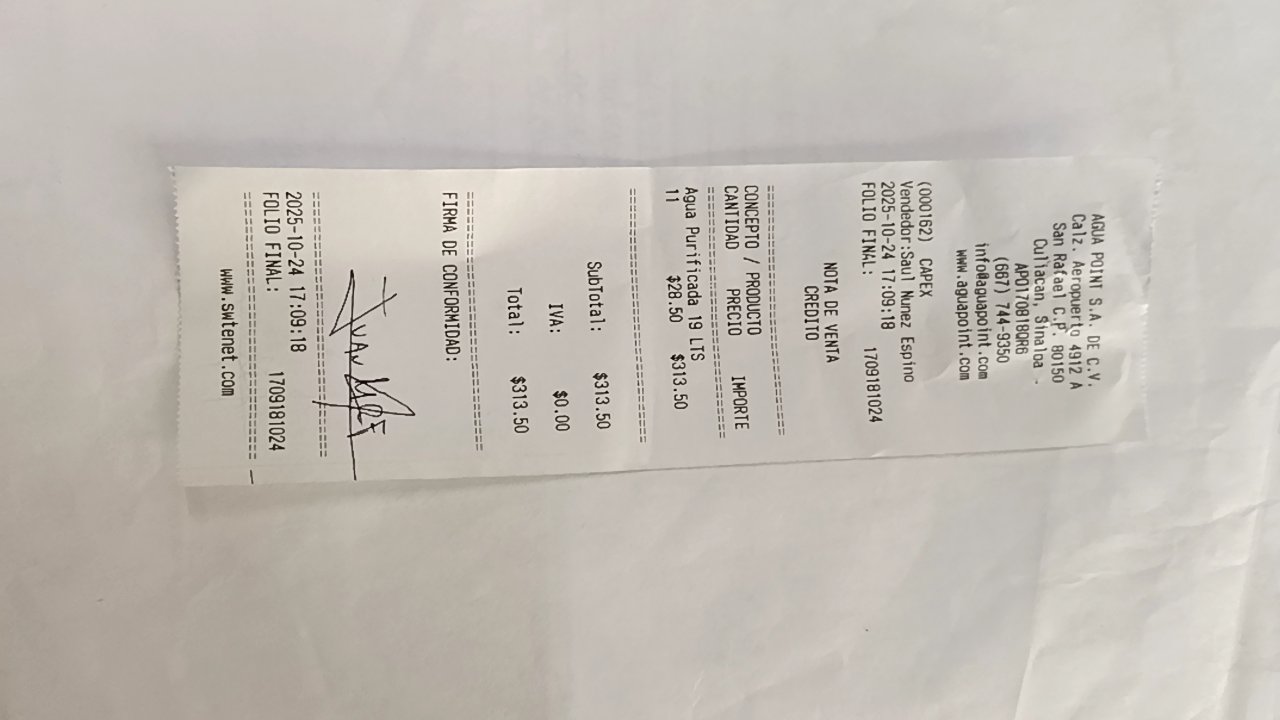 AGUA POINT S.A. DE C.V.
Calz. Aeropuerto 4912 A
San Rafael C.P. 80150
Culiacan, Sinaloa -
APO170818QR6
(667) 744-9350
info@aguapoint.com
www.aguapoint.com
(000162) CAPEX
Vendedor:Saul Nunez Espino
2025-10-24 17:09:18
FOLIO FINAL: 1709181024
NOTA DE VENTA
CREDITO
==========================
CONCEPTO / PRODUCTO
CANTIDAD PRECIO IMPORTE
==========================
Agua Purificada 19 LTS
11 $28.50 $313.50
==========================
SubTotal: $313.50
IVA: $0.00
Total: $313.50
==========================
FIRMA DE CONFORMIDAD:
JUAN
==========================
2025-10-24 17:09:18
FOLIO FINAL: 1709181024
==========================
www.swtenet.com